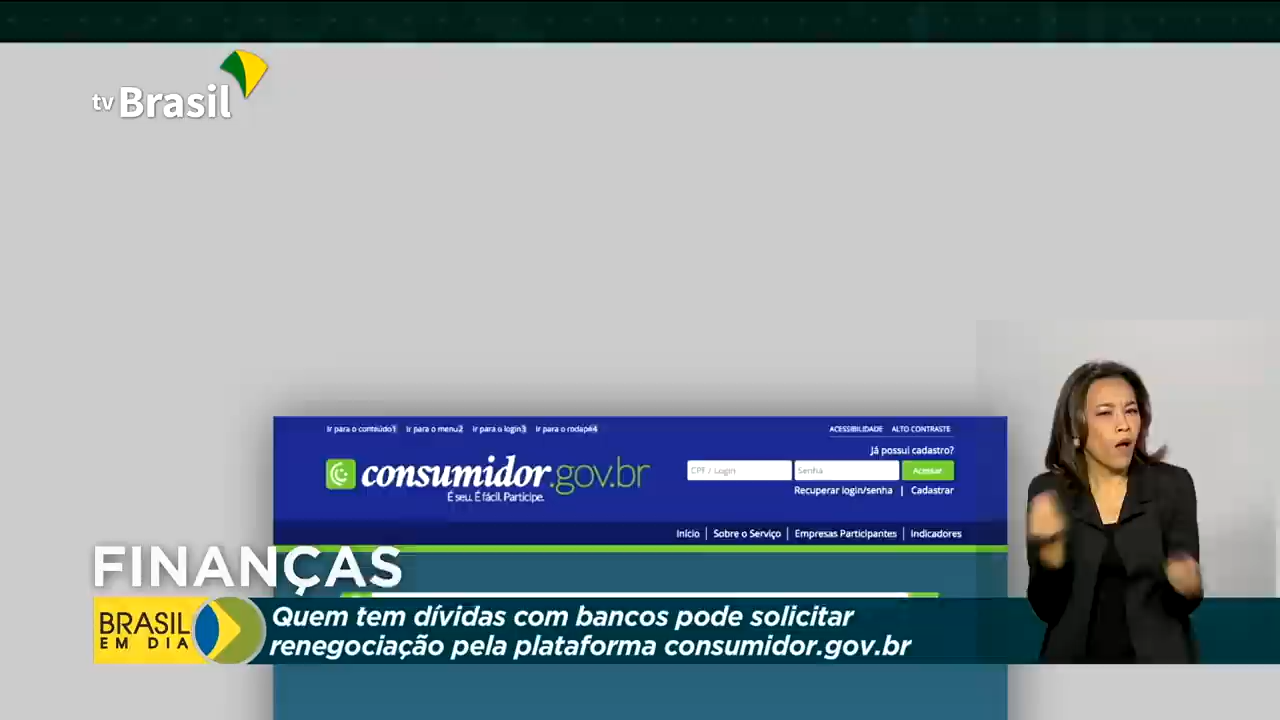 tv Brasil
Ir para o conteúdo1 Ir para o menu2 Ir para o login3 Ir para o rodapé4
ACESSIBILIDADE ALTO CONTRASTE
Já possui cadastro?
consumidor.gov.br
CPF / Login Senha Acessar
É seu. É fácil. Participe.
Recuperar login/senha | Cadastrar
Início | Sobre o Serviço | Empresas Participantes | Indicadores
FINANÇAS
BRASIL
EM DIA
Quem tem dívidas com bancos pode solicitar
renegociação pela plataforma consumidor.gov.br